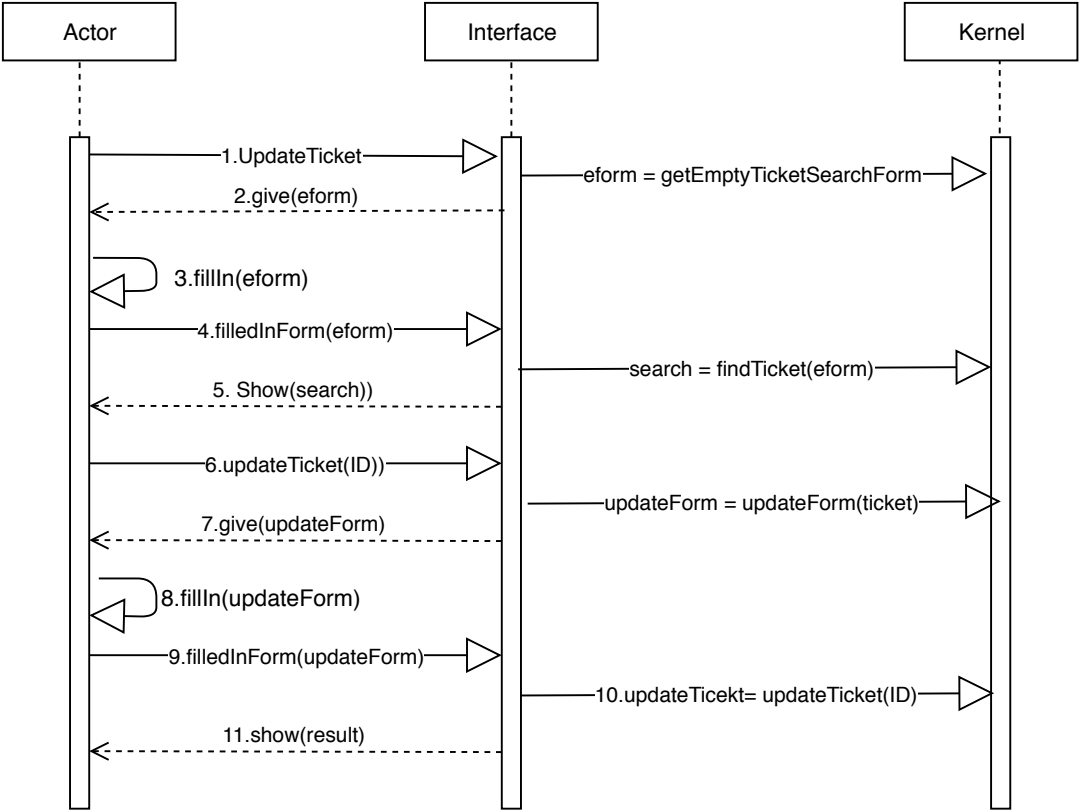 Actor
Interface
Kernel
1.UpdateTicket
eform = getEmptyTicketSearchForm
2.give(eform)
3.fillIn(eform)
4.filledInForm(eform)
search = findTicket(eform)
5. Show(search))
6.updateTicket(ID))
updateForm = updateForm(ticket)
7.give(updateForm)
8.fillIn(updateForm)
9.filledInForm(updateForm)
10.updateTicekt= updateTicket(ID)
11.show(result)